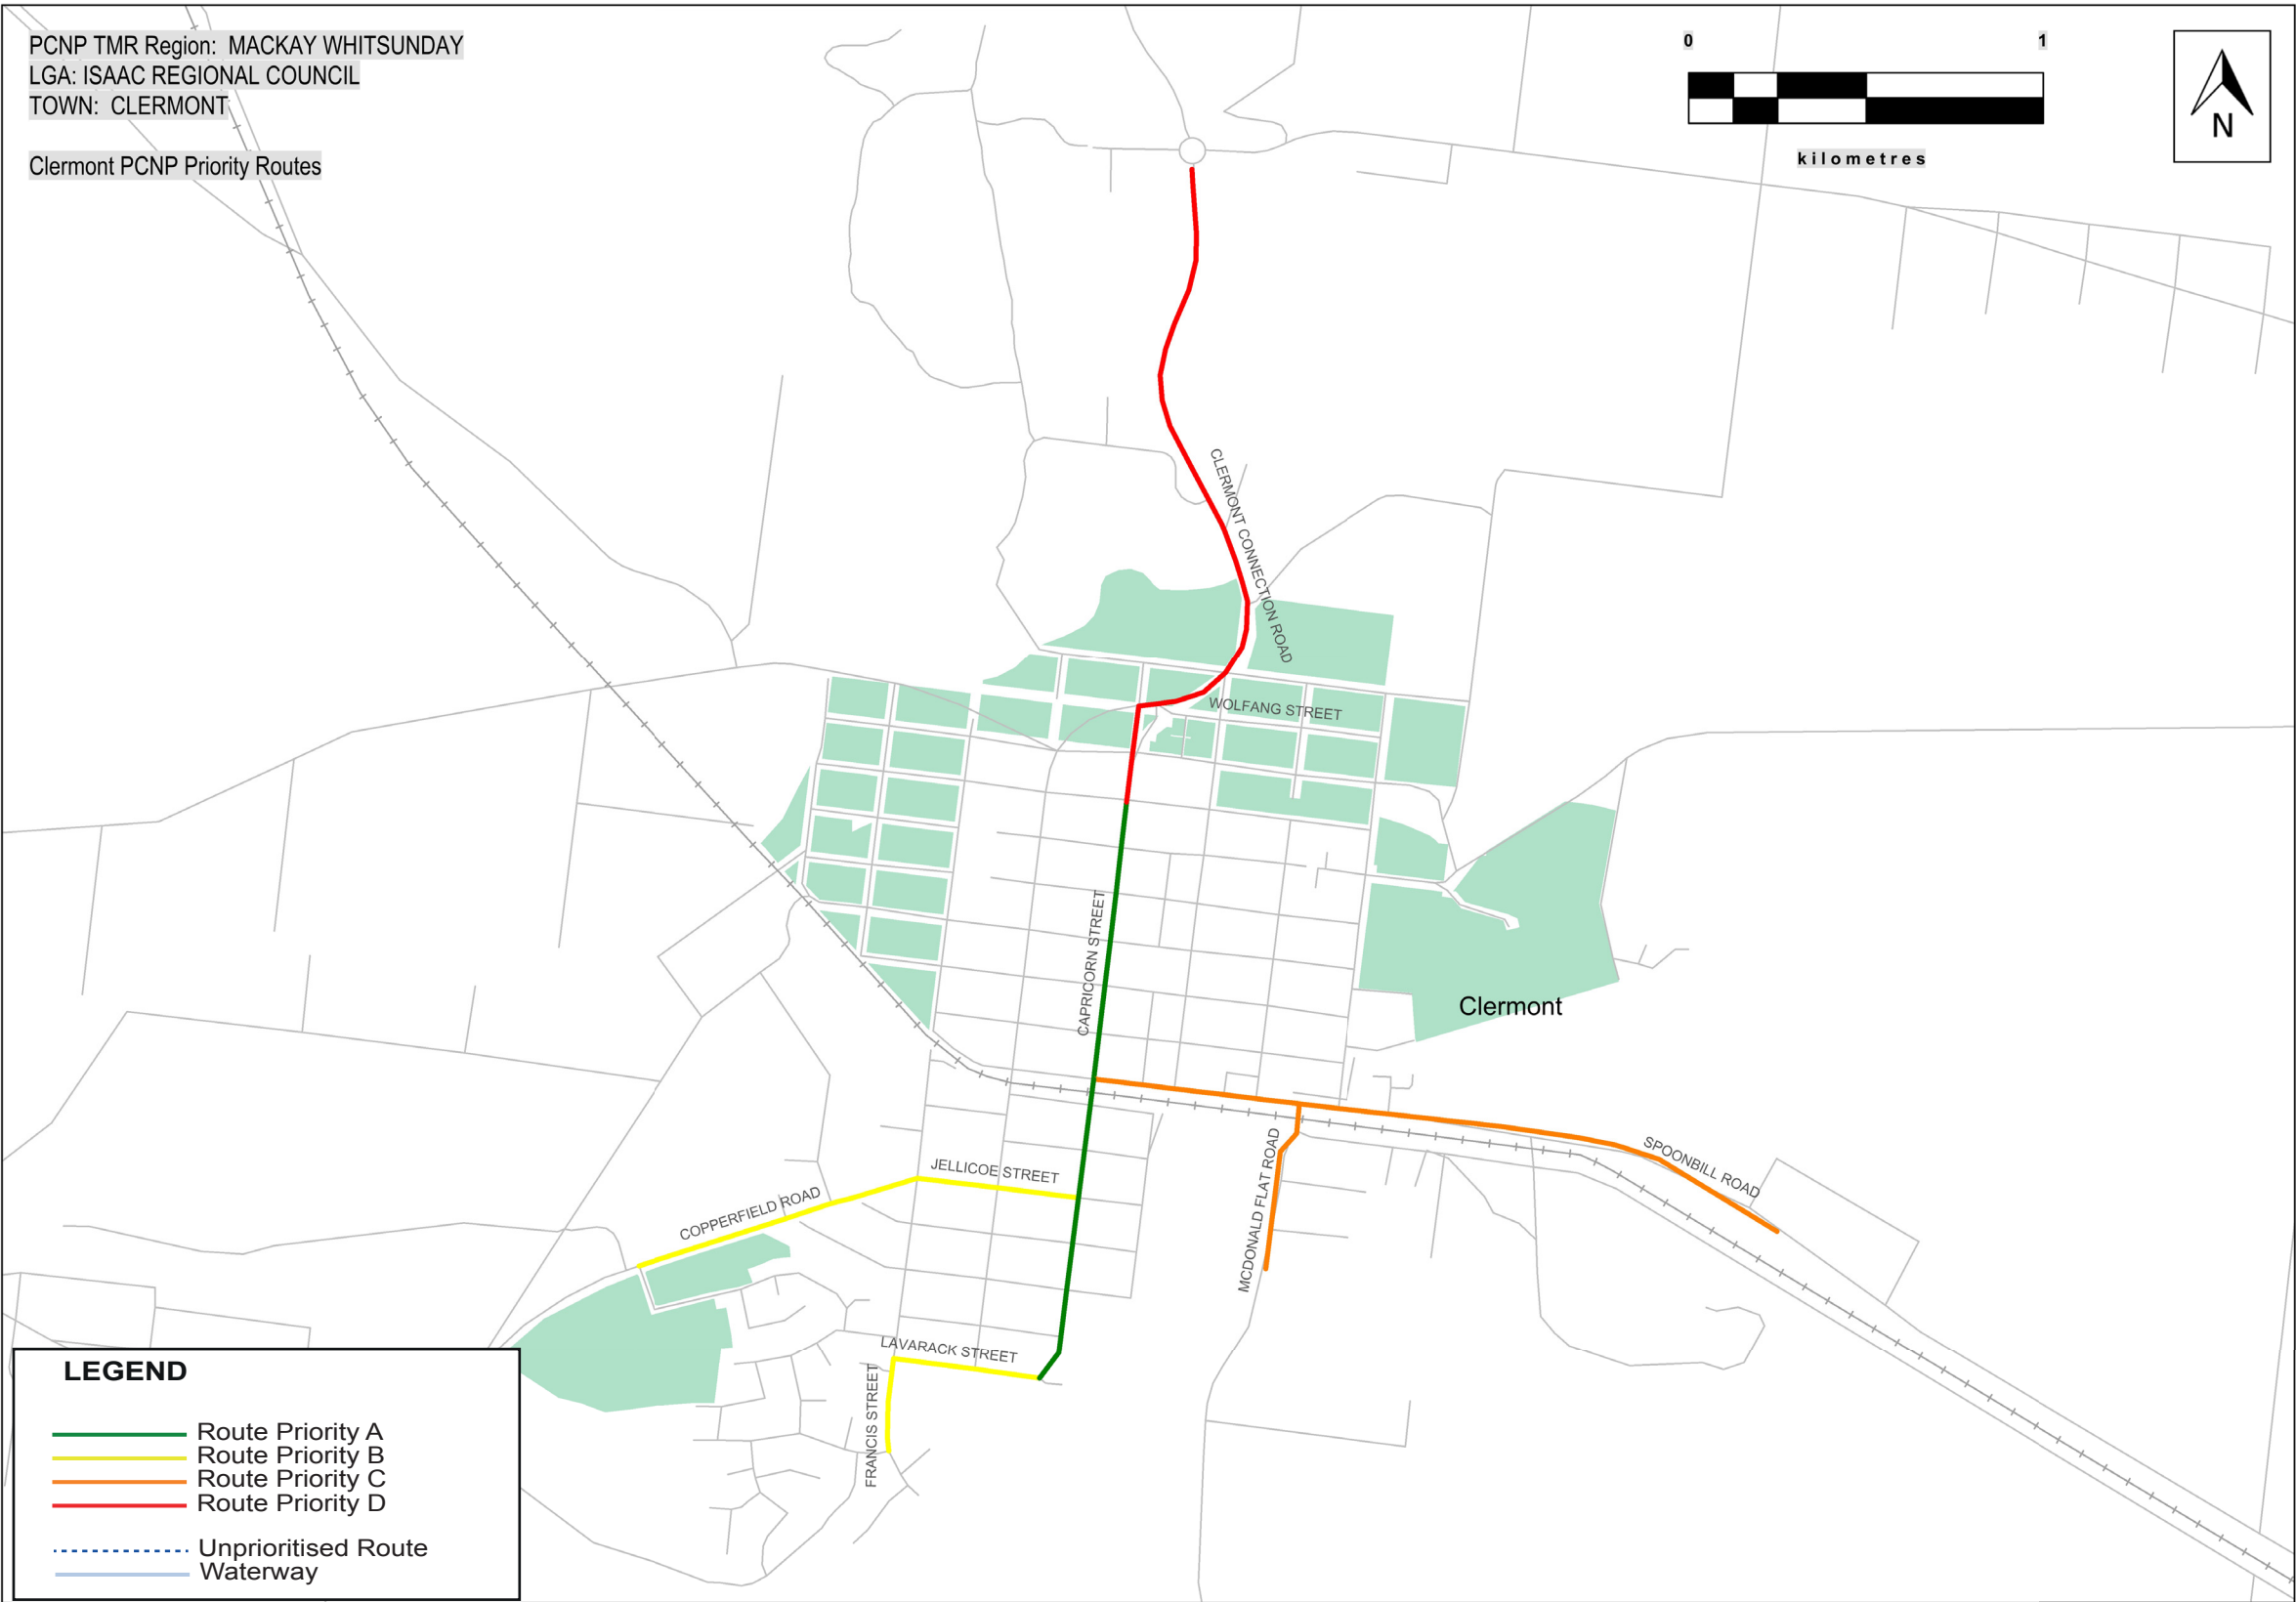 PCNP TMR Region: MACKAY WHITSUNDAY
LGA: ISAAC REGIONAL COUNCIL
TOWN: CLERMONT
Clermont PCNP Priority Routes
0 1
kilometres
N
CLERMONT CONNECTION ROAD
WOLFANG STREET
CAPRICORN STREET
Clermont
JELLICOE STREET
COPPERFIELD ROAD
MCDONALD FLAT ROAD
SPOONBILL ROAD
LAVARACK STREET
FRANCIS STREET
LEGEND
Route Priority A
Route Priority B
Route Priority C
Route Priority D
Unprioritised Route
Waterway